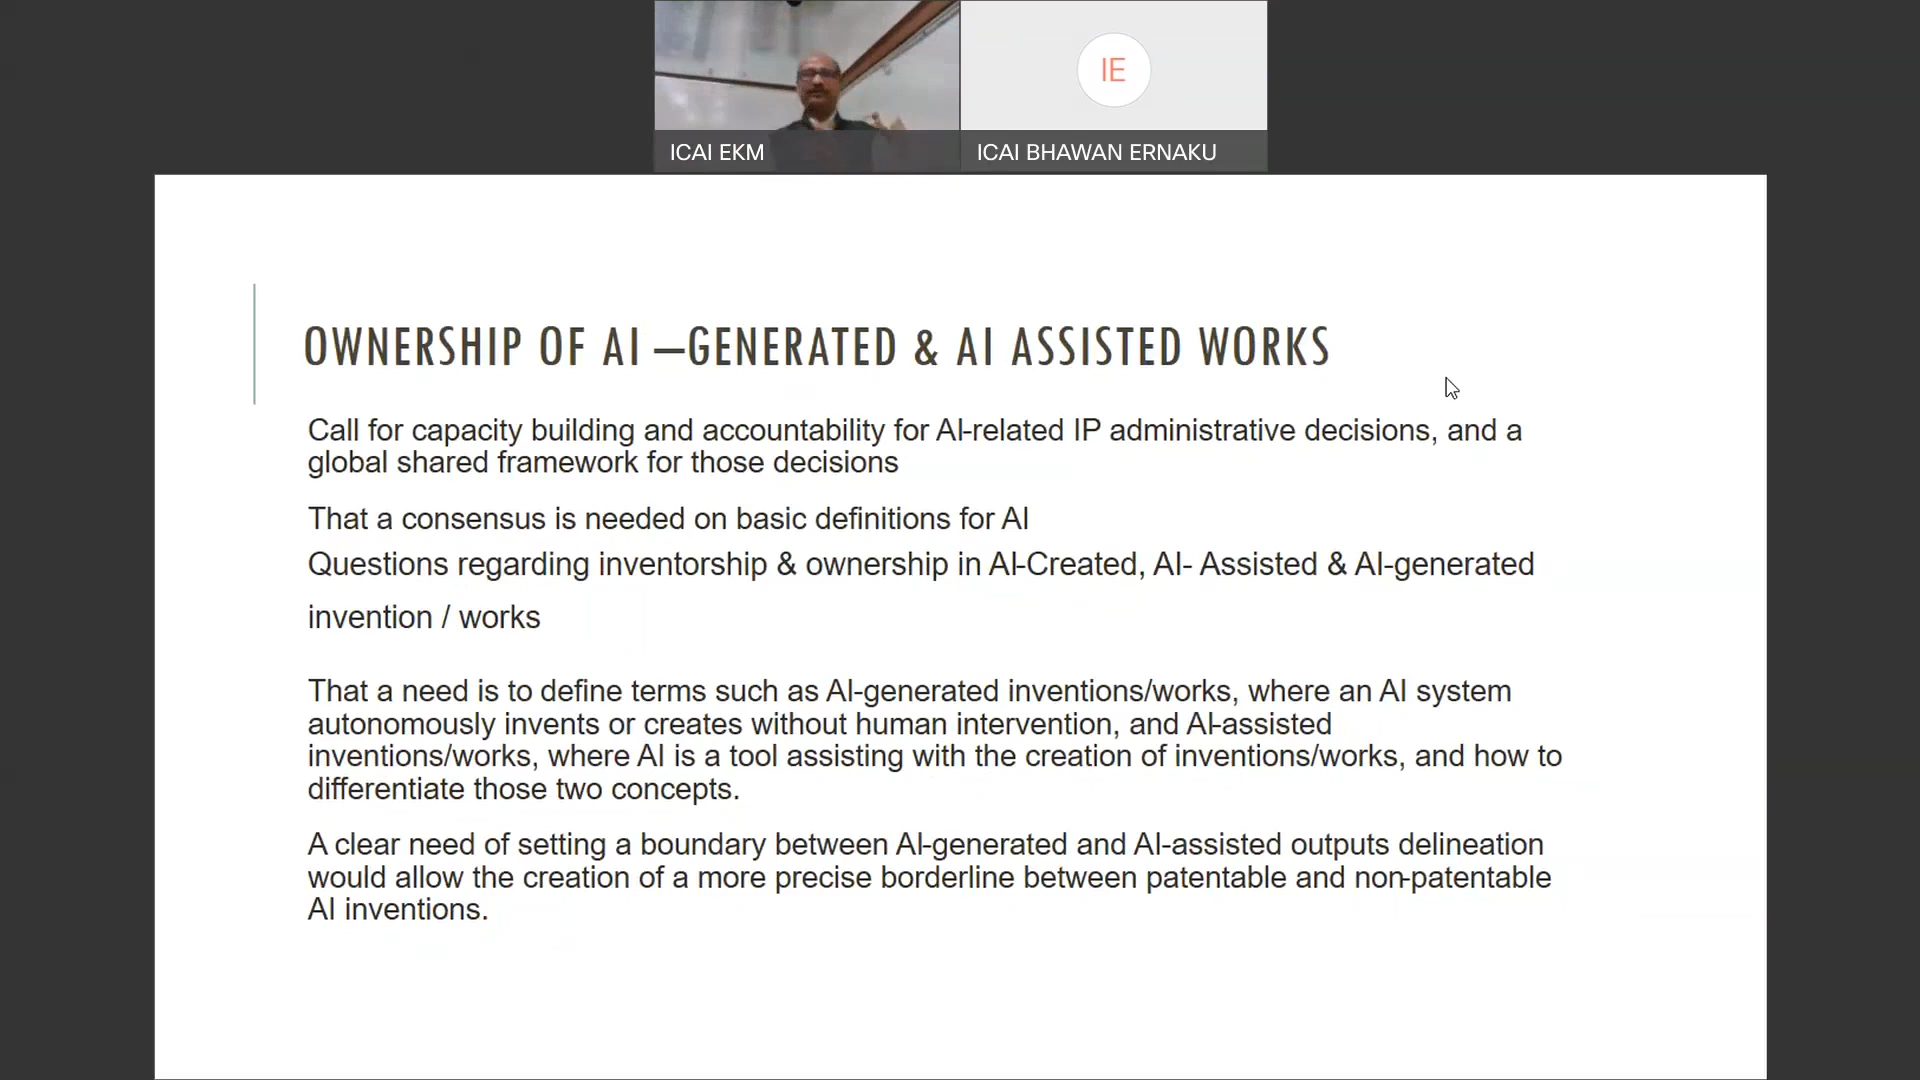 IE
ICAI EKM
ICAI BHAWAN ERNAKU
OWNERSHIP OF AI —GENERATED & AI ASSISTED WORKS
Call for capacity building and accountability for AI-related IP administrative decisions, and a
global shared framework for those decisions
That a consensus is needed on basic definitions for AI
Questions regarding inventorship & ownership in AI-Created, AI- Assisted & AI-generated
invention / works
That a need is to define terms such as AI-generated inventions/works, where an AI system
autonomously invents or creates without human intervention, and AI-assisted
inventions/works, where AI is a tool assisting with the creation of inventions/works, and how to
differentiate those two concepts.
A clear need of setting a boundary between AI-generated and AI-assisted outputs delineation
would allow the creation of a more precise borderline between patentable and non-patentable
AI inventions.